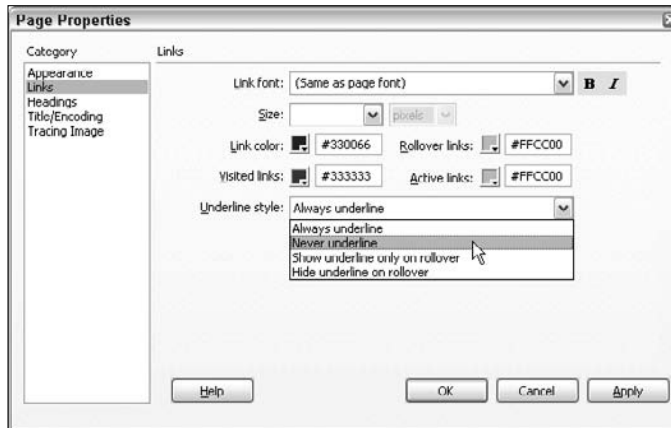 Page Properties
Category
Appearance
Links
Headings
Title/Encoding
Tracing Image
Links
Link font: (Same as page font) B I
Size: pixels
Link color: #330066 Rollover links: #FFCC00
Visited links: #333333 Active links: #FFCC00
Underline style: Always underline
Always underline
Never underline
Show underline only on rollover
Hide underline on rollover
Help OK Cancel Apply